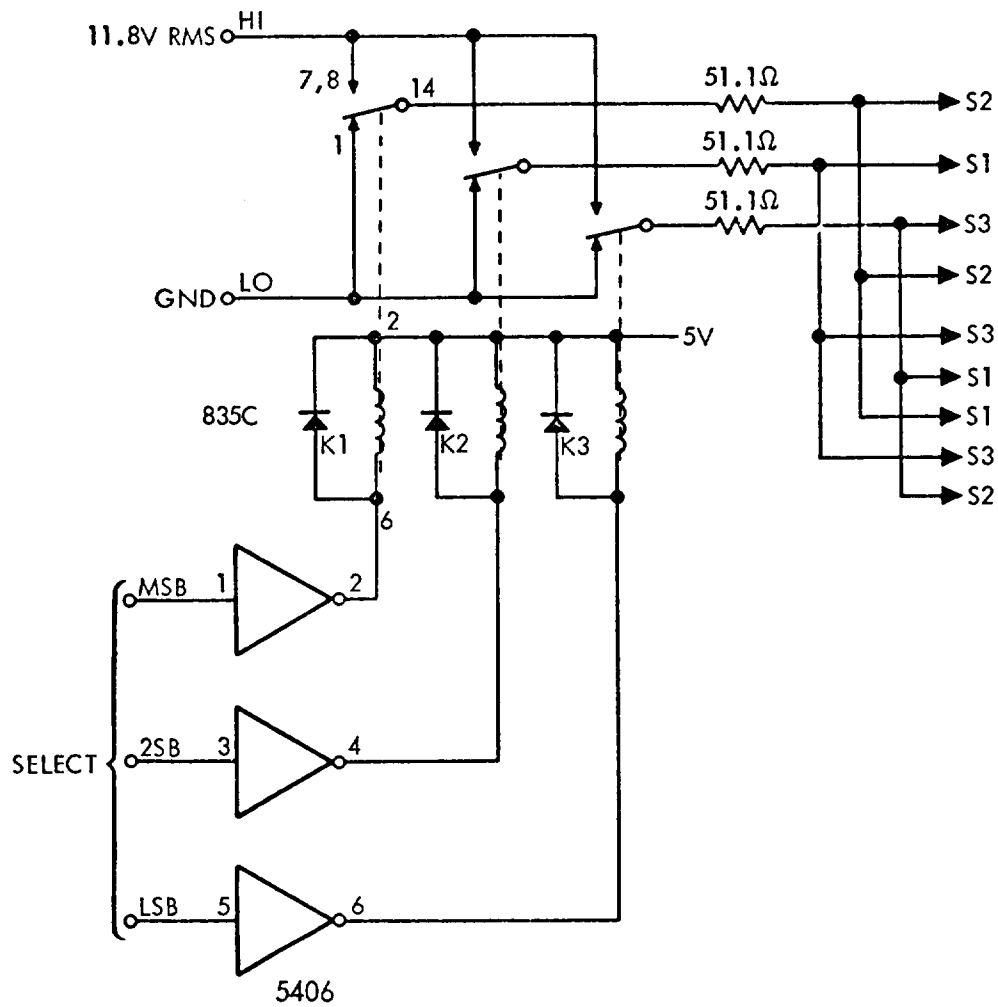 HI
11.8V RMS
7,8
14
51.1Ω
S2
1
51.1Ω
S1
51.1Ω
S3
LO
GND
S2
2
5V
S3
S1
835C
K1
K2
K3
S1
S3
S2
6
MSB
1
2
2SB
3
4
SELECT
LSB
5
6
5406